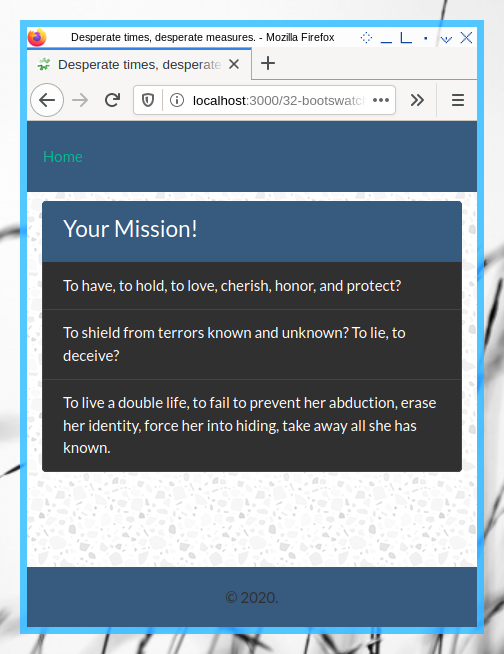 Desperate times, desperate measures. - Mozilla Firefox
Desperate times, desperate
localhost:3000/32-bootswatc
Home
Your Mission!
To have, to hold, to love, cherish, honor, and protect?
To shield from terrors known and unknown? To lie, to
deceive?
To live a double life, to fail to prevent her abduction, erase
her identity, force her into hiding, take away all she has
known.
© 2020.